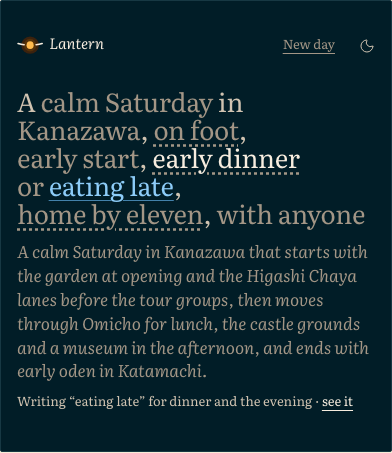 Lantern
New day
A calm Saturday in
Kanazawa, on foot,
early start, early dinner
or eating late,
home by eleven, with anyone
A calm Saturday in Kanazawa that starts with
the garden at opening and the Higashi Chaya
lanes before the tour groups, then moves
through Omicho for lunch, the castle grounds
and a museum in the afternoon, and ends with
early oden in Katamachi.
Writing “eating late” for dinner and the evening · see it